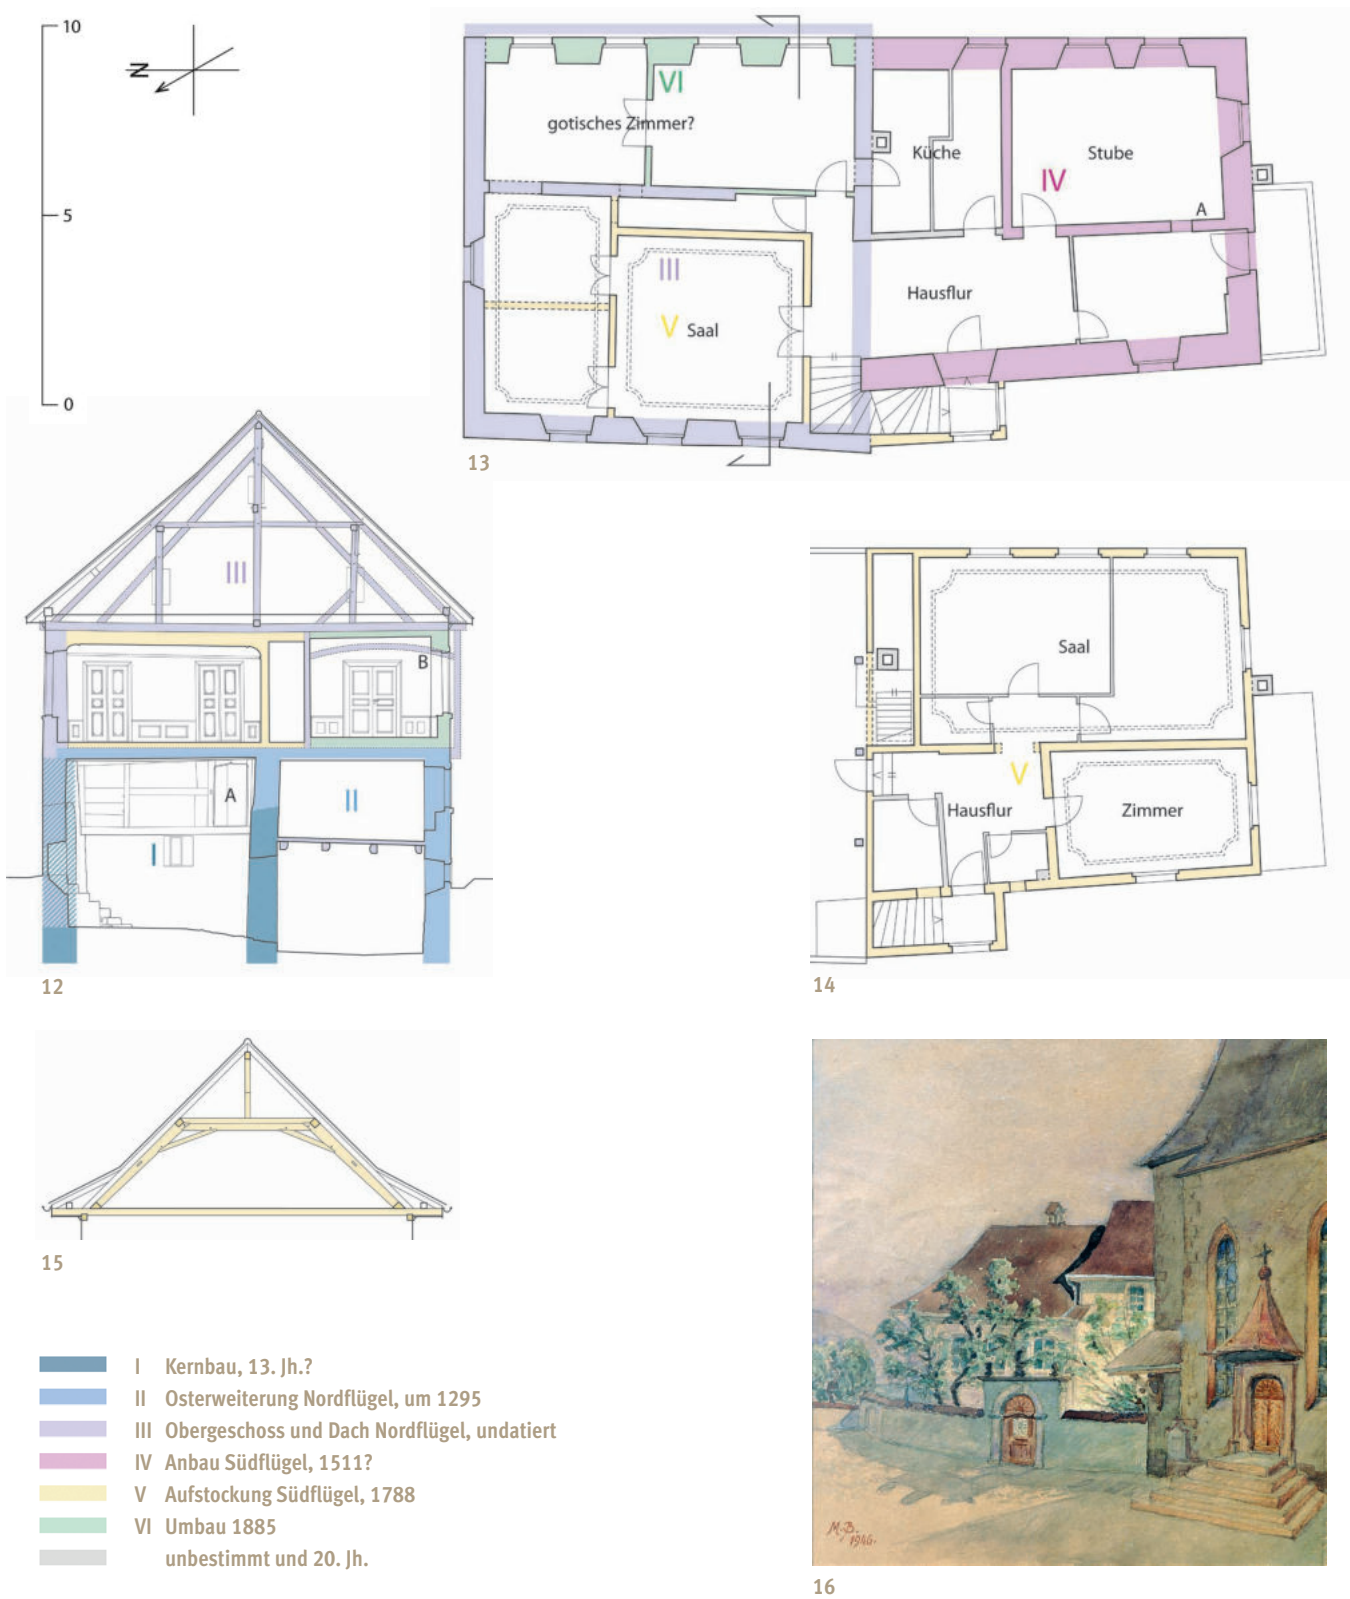 10
5
0
N
VI
gotisches Zimmer?
Küche
Stube
IV
A
III
V
Saal
Hausflur
13
III
B
A
II
I
12
Saal
V
Hausflur
Zimmer
14
15
I Kernbau, 13. Jh.?
II Osterweiterung Nordflügel, um 1295
III Obergeschoss und Dach Nordflügel, undatiert
IV Anbau Südflügel, 1511?
V Aufstockung Südflügel, 1788
VI Umbau 1885
unbestimmt und 20. Jh.
M.B.
1946.
16